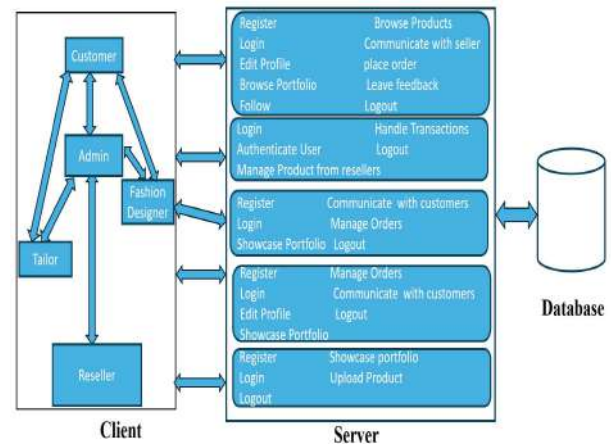 Customer
Admin
Fashion
Designer
Tailor
Reseller
Client
Register Browse Products
Login Communicate with seller
Edit Profile place order
Browse Portfolio Leave feedback
Follow Logout
Login Handle Transactions
Authenticate User Logout
Manage Product from resellers
Register Communicate with customers
Login Manage Orders
Showcase Portfolio Logout
Register Manage Orders
Login Communicate with customers
Edit Profile Logout
Showcase Portfolio
Register Showcase portfolio
Login Upload Product
Logout
Server
Database